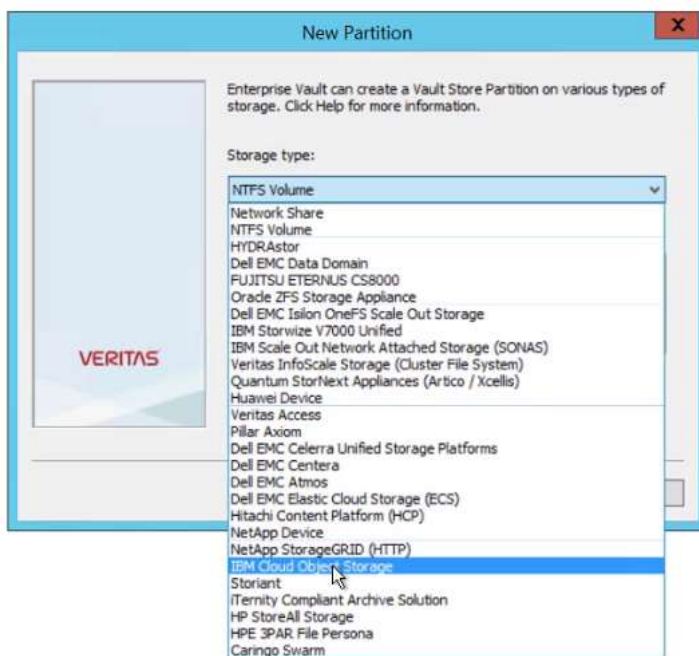 New Partition
x
Enterprise Vault can create a Vault Store Partition on various types of
storage. Click Help for more information.
Storage type:
NTFS Volume
Network Share
NTFS Volume
HYDRAstor
Dell EMC Data Domain
FUJITSU ETERNUS CS8000
Oracle ZFS Storage Appliance
Dell EMC Isilon OneFS Scale Out Storage
IBM Storwize V7000 Unified
IBM Scale Out Network Attached Storage (SONAS)
Veritas InfoScale Storage (Cluster File System)
Quantum StorNext Appliances (Artico / Xcellis)
Huawei Device
Veritas Access
Pillar Axiom
Dell EMC Celerra Unified Storage Platforms
Dell EMC Centera
Dell EMC Atmos
Dell EMC Elastic Cloud Storage (ECS)
Hitachi Content Platform (HCP)
NetApp Device
NetApp StorageGRID (HTTP)
IBM Cloud Object Storage
Storiant
iTernity Compliant Archive Solution
HP StoreAll Storage
HPE 3PAR File Persona
Caringo Swarm
VERITAS